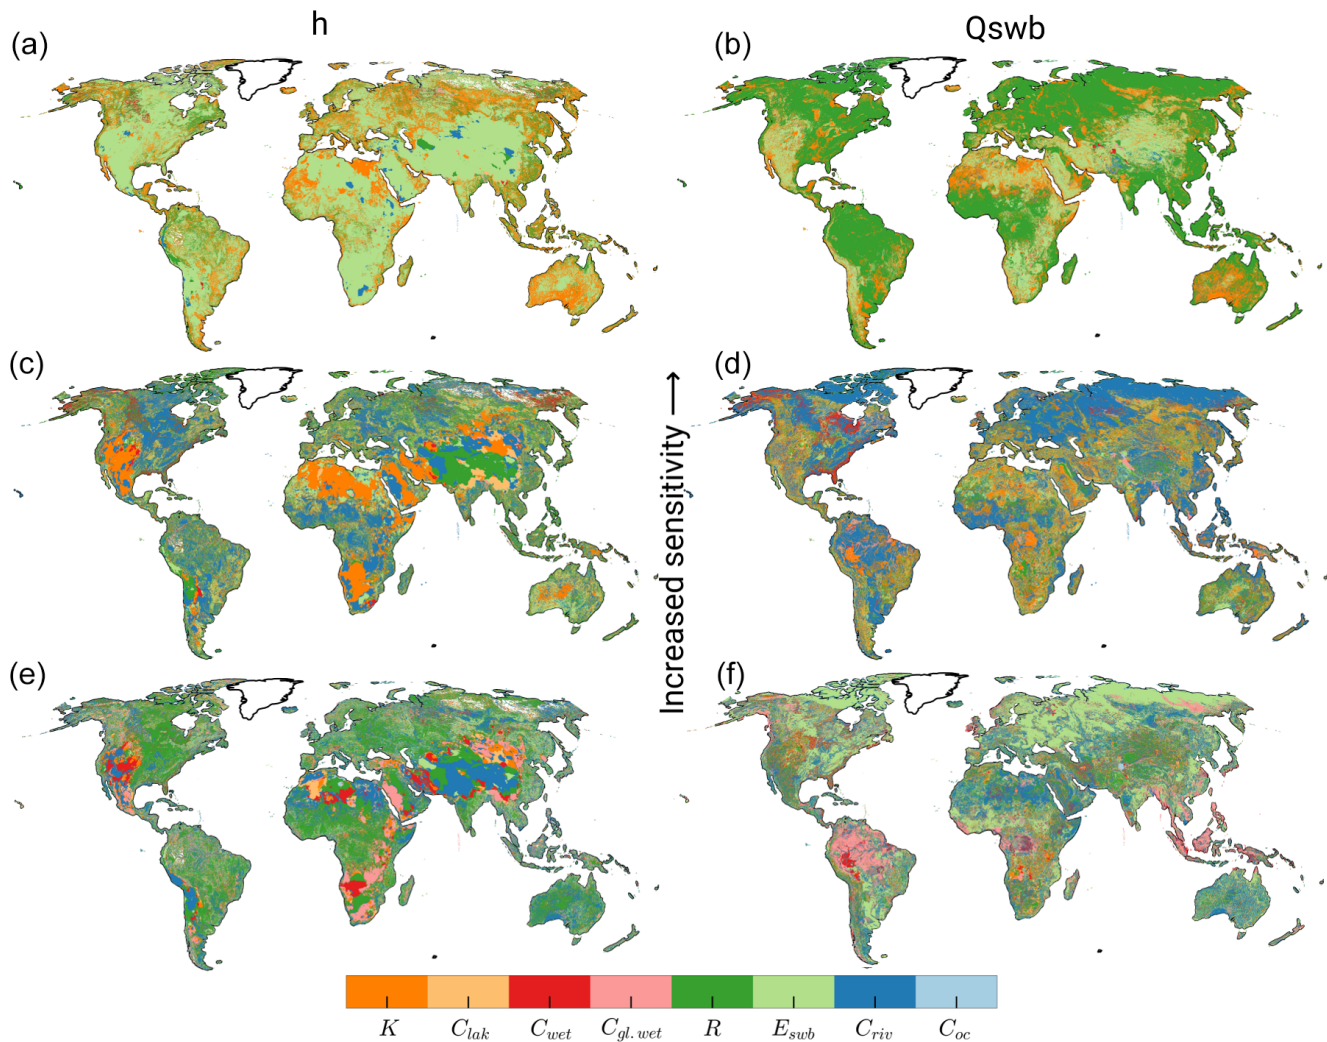 h
Qswb
(a)
(b)
(c)
(d)
(e)
(f)
Increased sensitivity
K C_lak C_wet C_gl.wet R E_swb C_riv C_oc